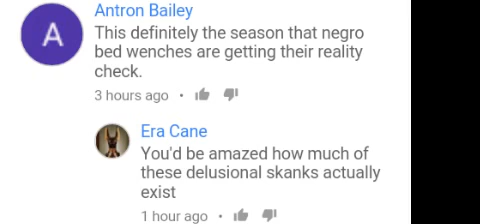 A
Antron Bailey
This definitely the season that negro
bed wenches are getting their reality
check.
3 hours ago •
Era Cane
You'd be amazed how much of
these delusional skanks actually
exist
1 hour ago •